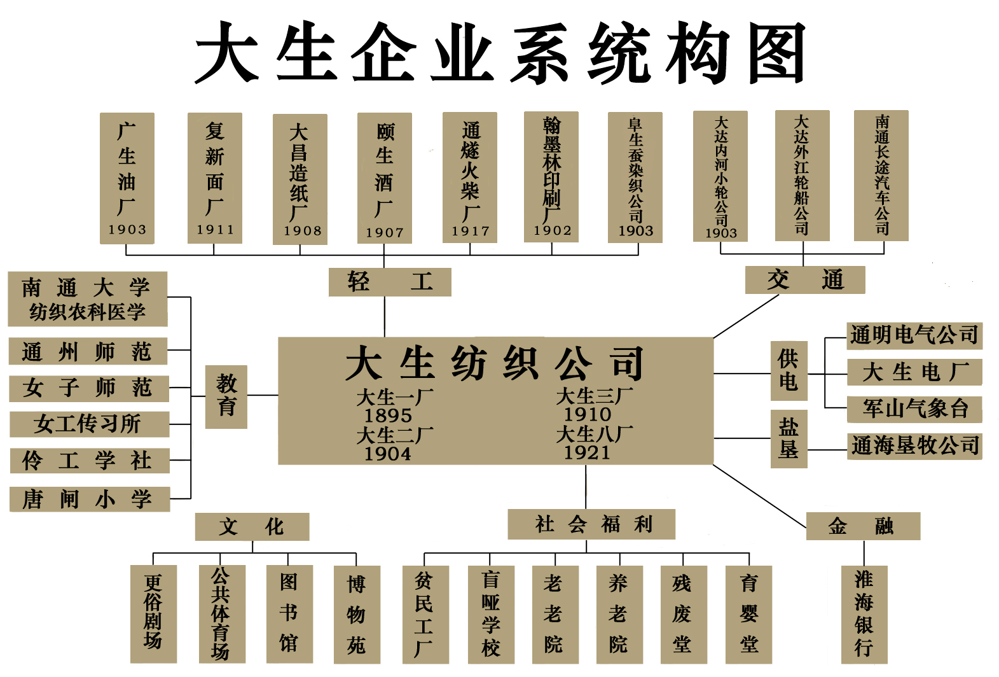 大生企业系统构图
广生油厂
1903
复新面厂
1911
大昌造纸厂
1908
颐生酒厂
1907
通燧火柴厂
1917
翰墨林印刷厂
1902
阜生蚕染织公司
1903
大达内河小轮公司
1903
大达外江轮船公司
南通长途汽车公司
轻工
交通
南通大学
纺织农科医学
通州师范
女子师范
女工传习所
伶工学社
唐闸小学
教育
大生纺织公司
大生一厂
1895
大生二厂
1904
大生三厂
1910
大生八厂
1921
供电
通明电气公司
大生电厂
军山气象台
盐垦
通海垦牧公司
文化
更俗剧场
公共体育场
图书馆
博物苑
社会福利
贫民工厂
盲哑学校
老老院
养老院
残废堂
育婴堂
金融
淮海银行